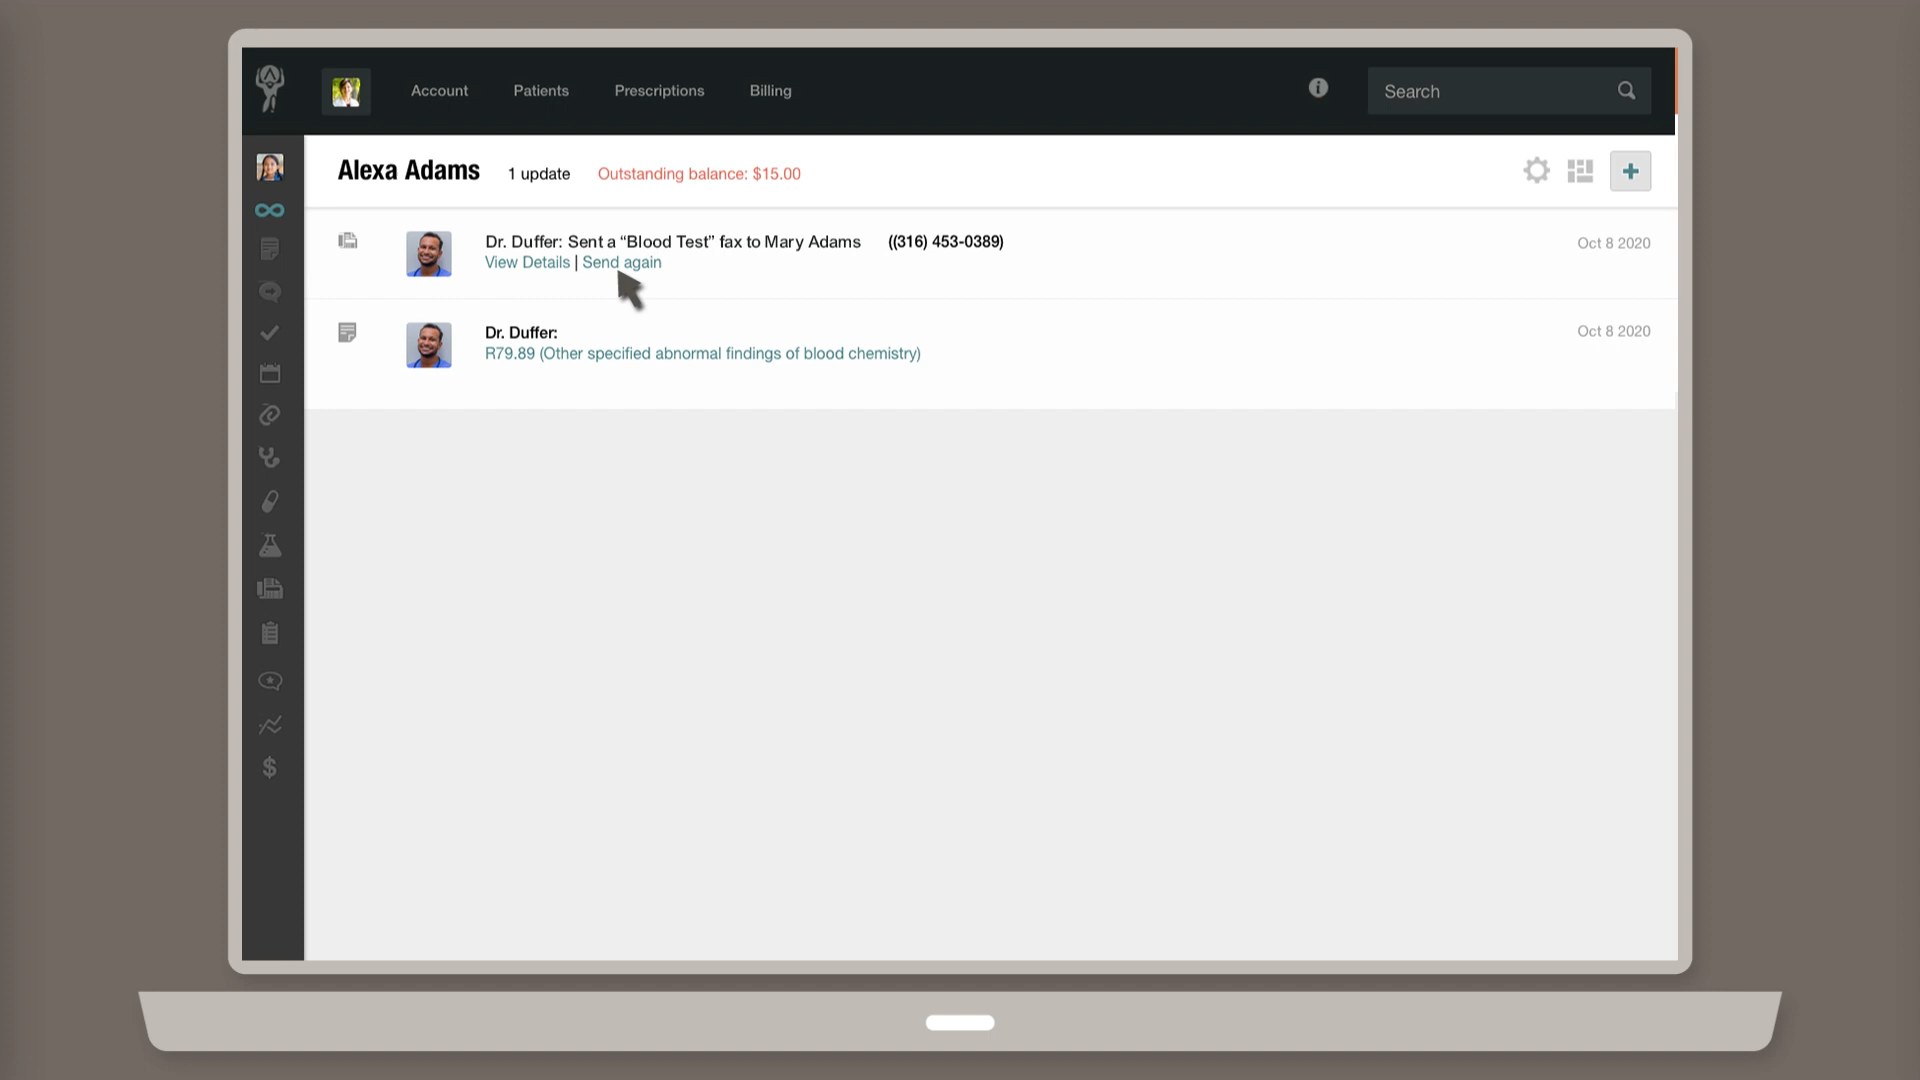 Account Patients Prescriptions Billing Search
Alexa Adams 1 update Outstanding balance: $15.00
Dr. Duffer: Sent a “Blood Test” fax to Mary Adams ((316) 453-0389) Oct 8 2020
View Details | Send again
Dr. Duffer: Oct 8 2020
R79.89 (Other specified abnormal findings of blood chemistry)